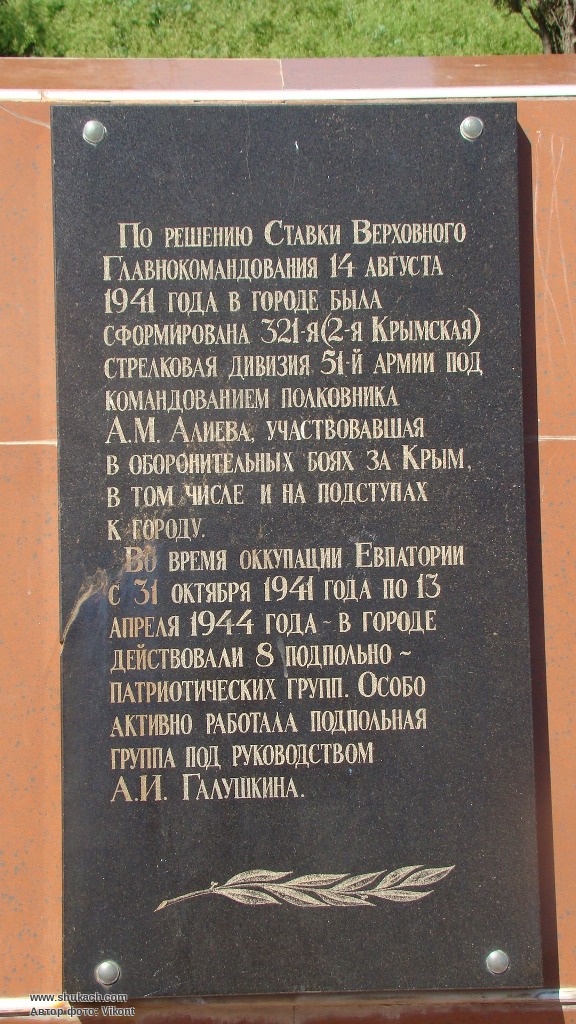 По решению Ставки Верховного
Главнокомандования 14 августа
1941 года в городе была
сформирована 321-я (2-я Крымская)
стрелковая дивизия 51-й армии под
командованием полковника
А.М. Алиева, участвовавшая
в оборонительных боях за Крым,
в том числе и на подступах
к городу.
Во время оккупации Евпатории
с 31 октября 1941 года по 13
апреля 1944 года - в городе
действовали 8 подпольно ~
патриотических групп. Особо
активно работала подпольная
группа под руководством
А.И. Галушкина.
www.shukach.com
Автор фото: Vikont